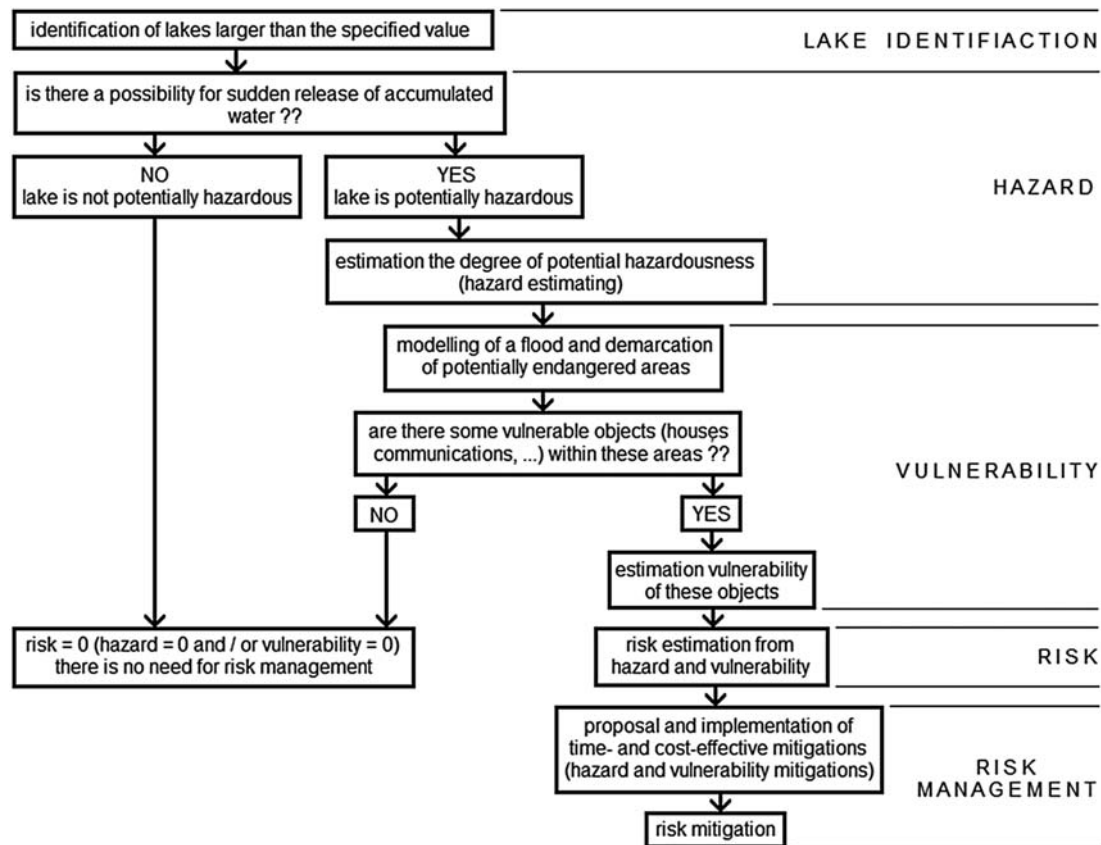 identification of lakes larger than the specified value
LAKE IDENTIFIACTION
is there a possibility for sudden release of accumulated
water ??
NO
lake is not potentially hazardous
YES
lake is potentially hazardous
HAZARD
estimation the degree of potential hazardousness
(hazard estimating)
modelling of a flood and demarcation
of potentially endangered areas
are there some vulnerable objects (houses
communications, ...) within these areas ??
VULNERABILITY
NO
YES
estimation vulnerability
of these objects
risk = 0 (hazard = 0 and / or vulnerability = 0)
there is no need for risk management
risk estimation from
hazard and vulnerability
RISK
proposal and implementation of
time- and cost-effective mitigations
(hazard and vulnerability mitigations)
RISK
MANAGEMENT
risk mitigation